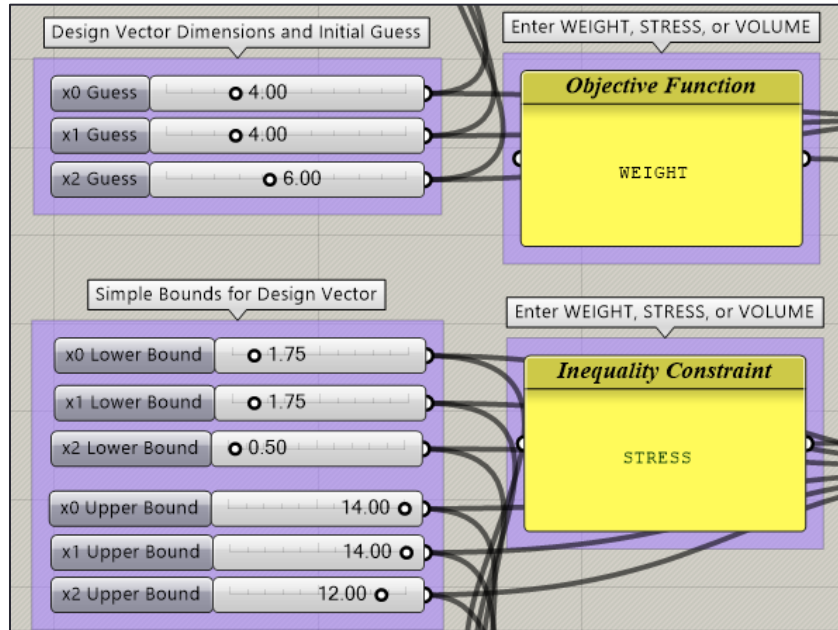 Design Vector Dimensions and Initial Guess
x0 Guess 4.00
x1 Guess 4.00
x2 Guess 6.00
Enter WEIGHT, STRESS, or VOLUME
Objective Function
WEIGHT
Simple Bounds for Design Vector
x0 Lower Bound 1.75
x1 Lower Bound 1.75
x2 Lower Bound 0.50
x0 Upper Bound 14.00
x1 Upper Bound 14.00
x2 Upper Bound 12.00
Enter WEIGHT, STRESS, or VOLUME
Inequality Constraint
STRESS